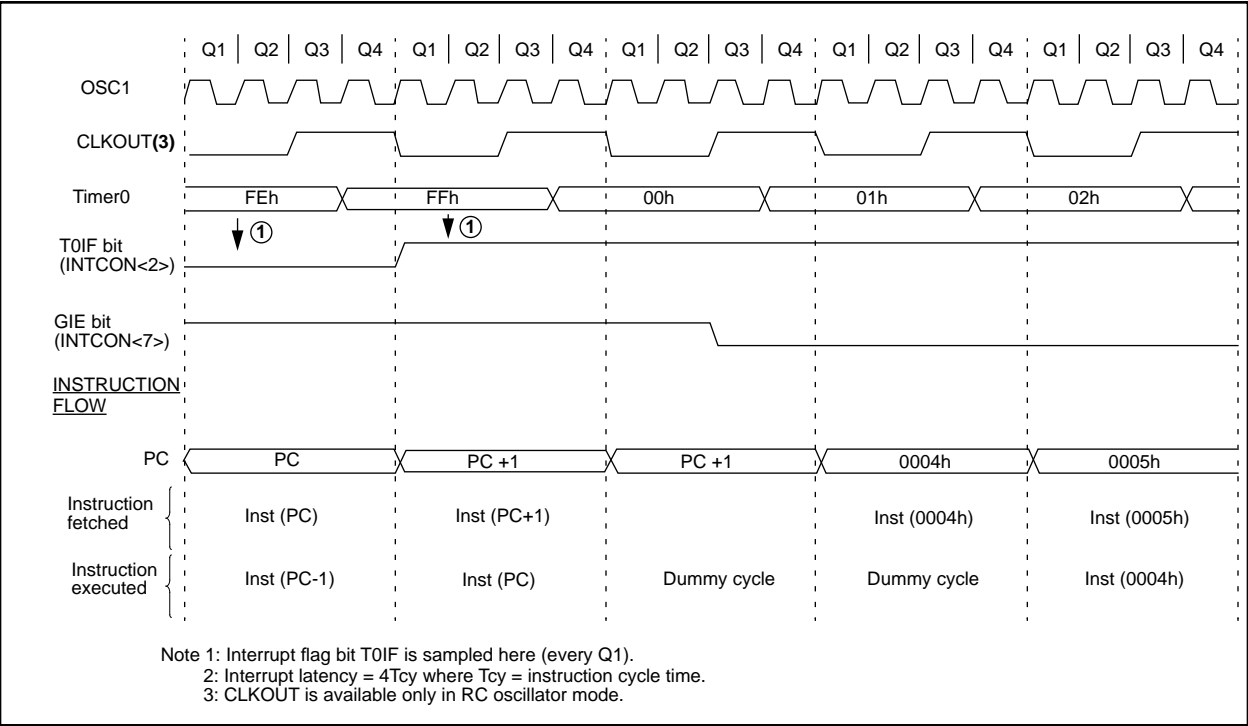 Q1 Q2 Q3 Q4 Q1 Q2 Q3 Q4 Q1 Q2 Q3 Q4 Q1 Q2 Q3 Q4 Q1 Q2 Q3 Q4
OSC1
CLKOUT(3)
Timer0 FEh FFh 00h 01h 02h
1 1
T0IF bit
(INTCON<2>)
GIE bit
(INTCON<7>)
INSTRUCTION
FLOW
PC PC PC +1 PC +1 0004h 0005h
Instruction
fetched
Inst (PC) Inst (PC+1) Inst (0004h) Inst (0005h)
Instruction
executed
Inst (PC-1) Inst (PC) Dummy cycle Dummy cycle Inst (0004h)
Note 1: Interrupt flag bit T0IF is sampled here (every Q1).
2: Interrupt latency = 4Tcy where Tcy = instruction cycle time.
3: CLKOUT is available only in RC oscillator mode.